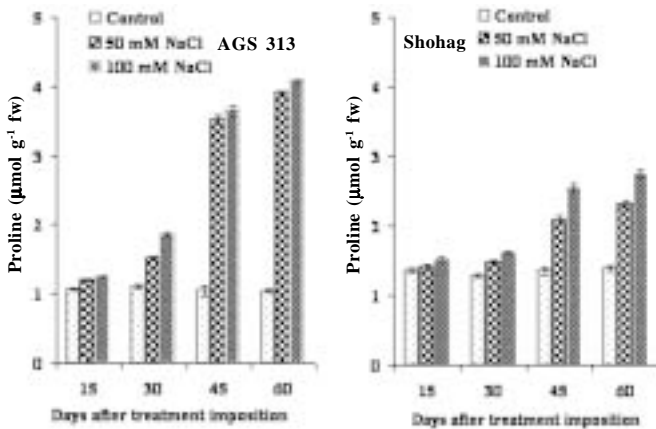 Control
50 mM NaCl
100 mM NaCl
AGS 313
Proline (μmol g-1 fw)
5
4
3
2
1
0
15 30 45 60
Days after treatment imposition
Control
50 mM NaCl
100 mM NaCl
Shohag
Proline (μmol g-1 fw)
5
4
3
2
1
0
15 30 45 60
Days after treatment imposition